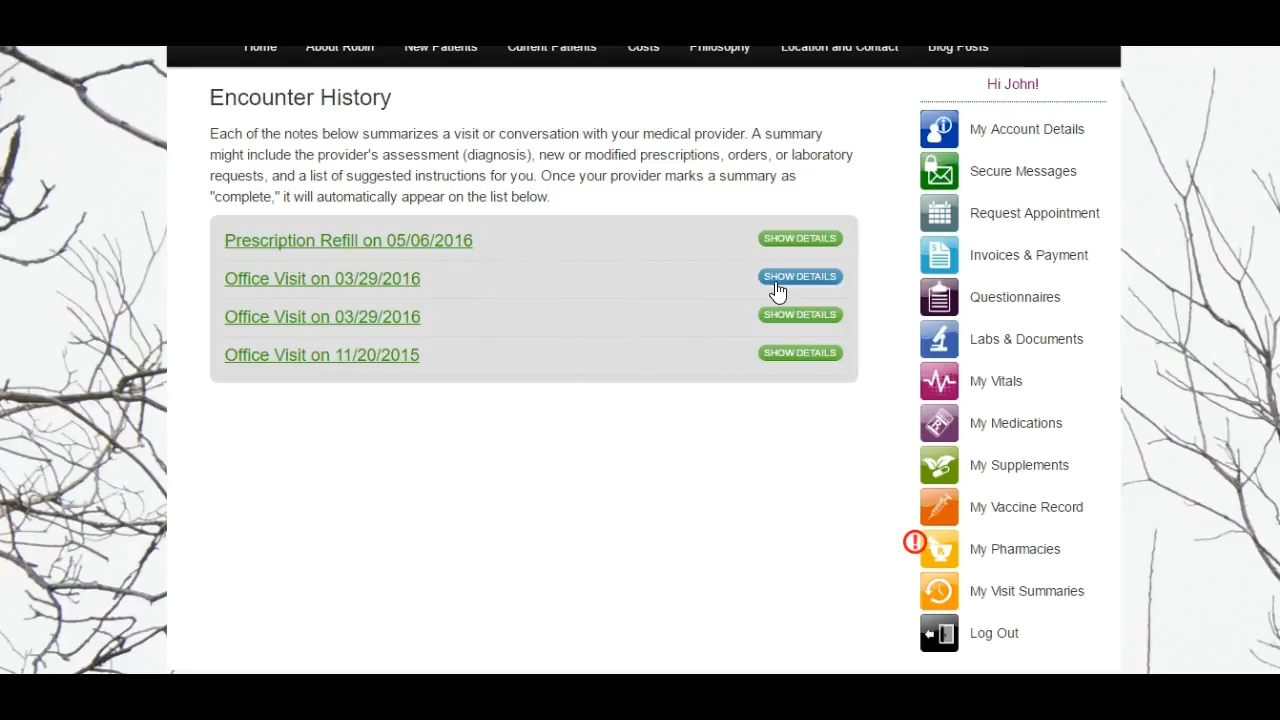 Home About Robin New Patients Current Patients Costs Philosophy Location and Contact Blog Posts
Encounter History
Each of the notes below summarizes a visit or conversation with your medical provider. A summary
might include the provider's assessment (diagnosis), new or modified prescriptions, orders, or laboratory
requests, and a list of suggested instructions for you. Once your provider marks a summary as
"complete," it will automatically appear on the list below.
Prescription Refill on 05/06/2016 SHOW DETAILS
Office Visit on 03/29/2016 SHOW DETAILS
Office Visit on 03/29/2016 SHOW DETAILS
Office Visit on 11/20/2015 SHOW DETAILS
Hi John!
My Account Details
Secure Messages
Request Appointment
Invoices & Payment
Questionnaires
Labs & Documents
My Vitals
My Medications
My Supplements
My Vaccine Record
My Pharmacies
My Visit Summaries
Log Out